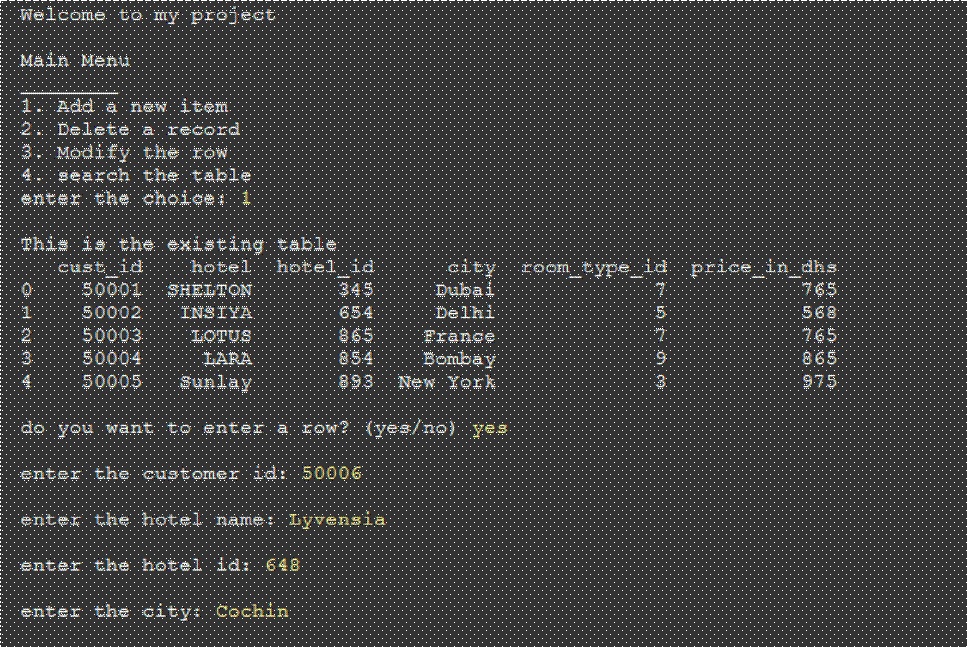 Welcome to my project
Main Menu
________
1. Add a new item
2. Delete a record
3. Modify the row
4. search the table
enter the choice: 1
This is the existing table
cust_id hotel hotel_id city room_type_id price_in_dhs
0 50001 SHELTON 345 Dubai 7 765
1 50002 INSIYA 654 Delhi 5 568
2 50003 LOTUS 865 France 7 765
3 50004 LARA 854 Bombay 9 865
4 50005 Sunlay 893 New York 3 975
do you want to enter a row? (yes/no) yes
enter the customer id: 50006
enter the hotel name: Lyvensia
enter the hotel id: 648
enter the city: Cochin